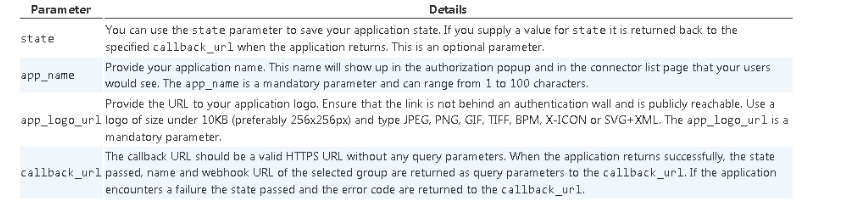 Parameter Details
state You can use the state parameter to save your application state. If you supply a value for state it is returned back to the
specified callback_url when the application returns. This is an optional parameter.
app_name Provide your application name. This name will show up in the authorization popup and in the connector list page that your users
would see. The app_name is a mandatory parameter and can range from 1 to 100 characters.
Provide the URL to your application logo. Ensure that the link is not behind an authentication wall and is publicly reachable. Use a
app_logo_url logo of size under 10KB (preferably 256x256px) and type JPEG, PNG, GIF, TIFF, BPM, X-ICON or SVG+XML. The app_logo_url is a
mandatory parameter.
The callback URL should be a valid HTTPS URL without any query parameters. When the application returns successfully, the state
callback_url passed, name and webhook URL of the selected group are returned as query parameters to the callback_url. If the application
encounters a failure the state passed and the error code are returned to the callback_url.